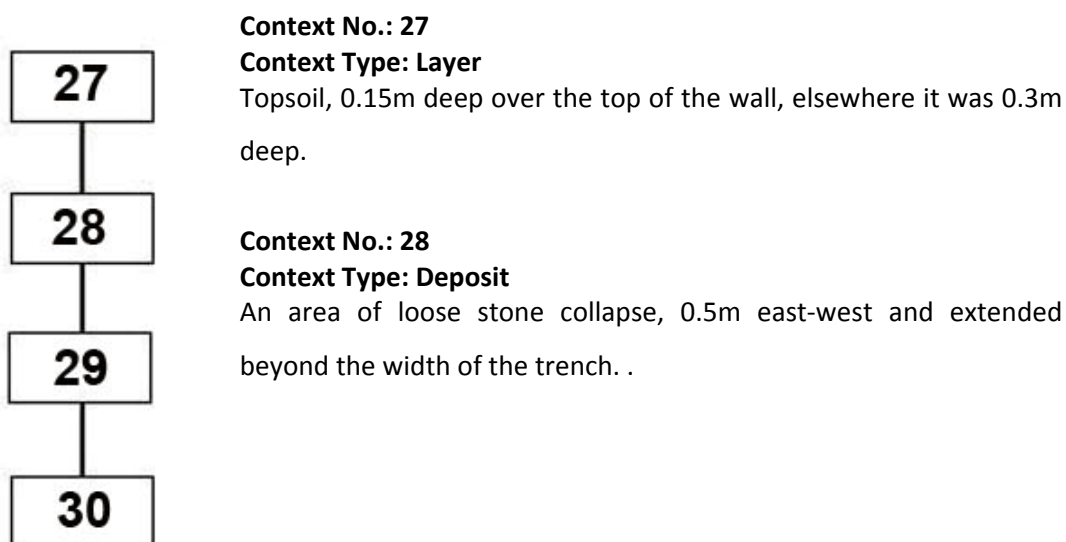 27
28
29
30
Context No.: 27
Context Type: Layer
Topsoil, 0.15m deep over the top of the wall, elsewhere it was 0.3m
deep.
Context No.: 28
Context Type: Deposit
An area of loose stone collapse, 0.5m east-west and extended
beyond the width of the trench. .